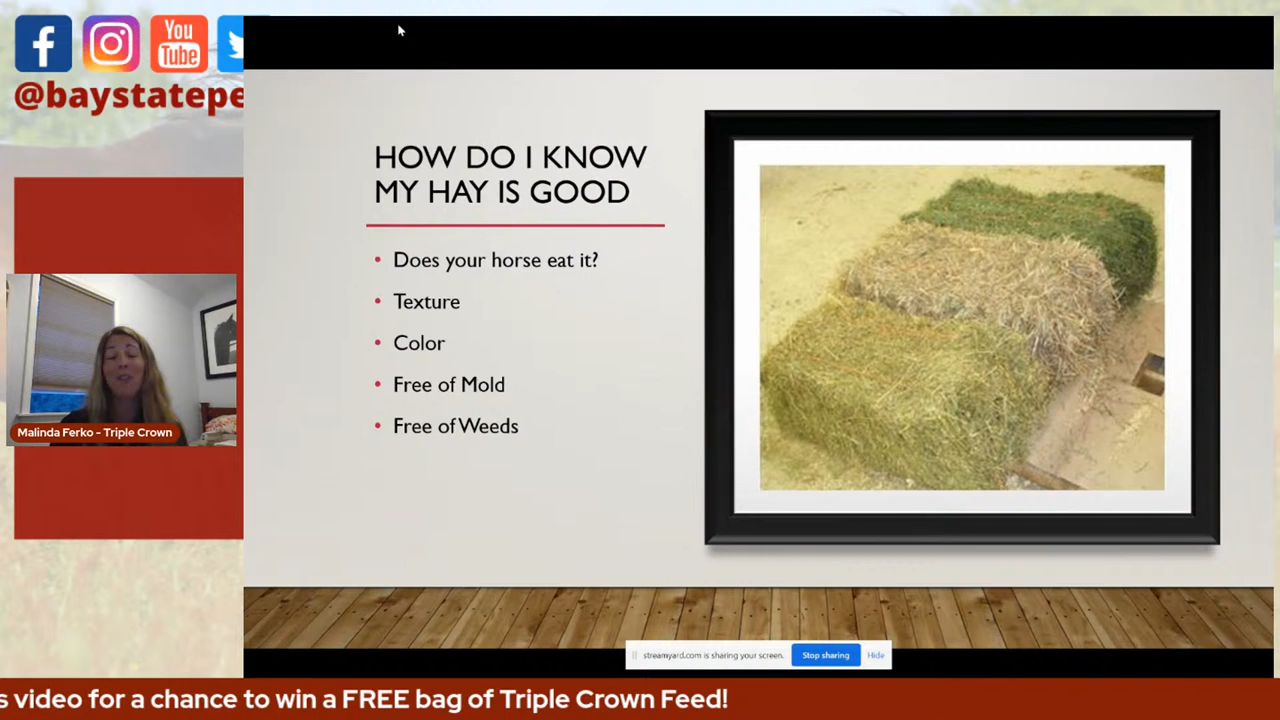 f
You
Tube
@baystatepe
HOW DO I KNOW
MY HAY IS GOOD
• Does your horse eat it?
• Texture
• Color
• Free of Mold
• Free of Weeds
Malinda Ferko - Triple Crown
streamyard.com is sharing your screen.
Stop sharing
Hide
s video for a chance to win a FREE bag of Triple Crown Feed!